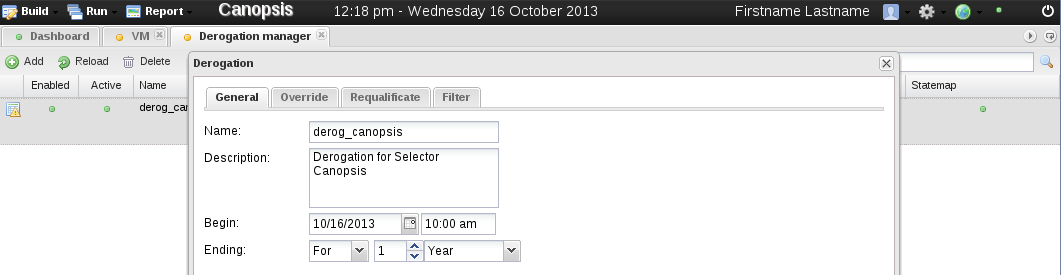 Build Run Report Canopsis 12:18 pm - Wednesday 16 October 2013 Firstname Lastname
Dashboard VM Derogation manager
Add Reload Delete
Derogation
Enabled Active Name Statemap
derog_ca
General Override Requalificate Filter
Name: derog_canopsis
Description: Derogation for Selector
Canopsis
Begin: 10/16/2013 10:00 am
Ending: For 1 Year